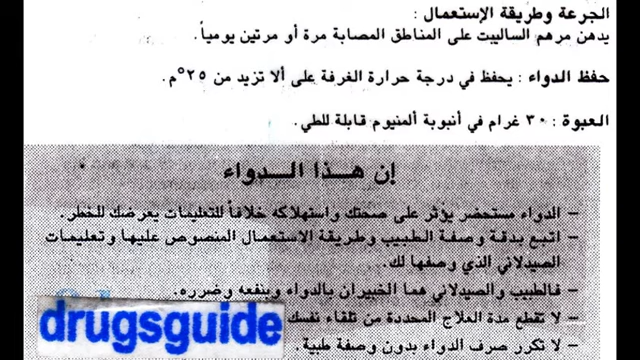 الجرعة وطريقة الإستعمال :
يدهن مرهم السالييت على المناطق المصابة مرة أو مرتين يومياً.
حفظ الدواء : يحفظ في درجة حرارة الغرفة على ألا تزيد من ٢٥°م.
العبوة : ٣٠ غرام في أنبوبة ألمنيوم قابلة للطي.
إن هذا الدواء
– الدواء مستحضر يؤثر على صحتك واستهلاكه خلافاً للتعليمات يعرضك للخطر.
– اتبع بدقة وصفة الطبيب وطريقة الاستعمال المنصوص عليها وتعليمات
الصيدلاني الذي وصفها لك.
– فالطبيب والصيدلاني هما الخبيران بالدواء وبنفعه وضرره.
– لا تقطع مدة العلاج المحددة من تلقاء نفسك
– لا تكرر صرف الدواء بدون وصفة طبية.
drugsguide